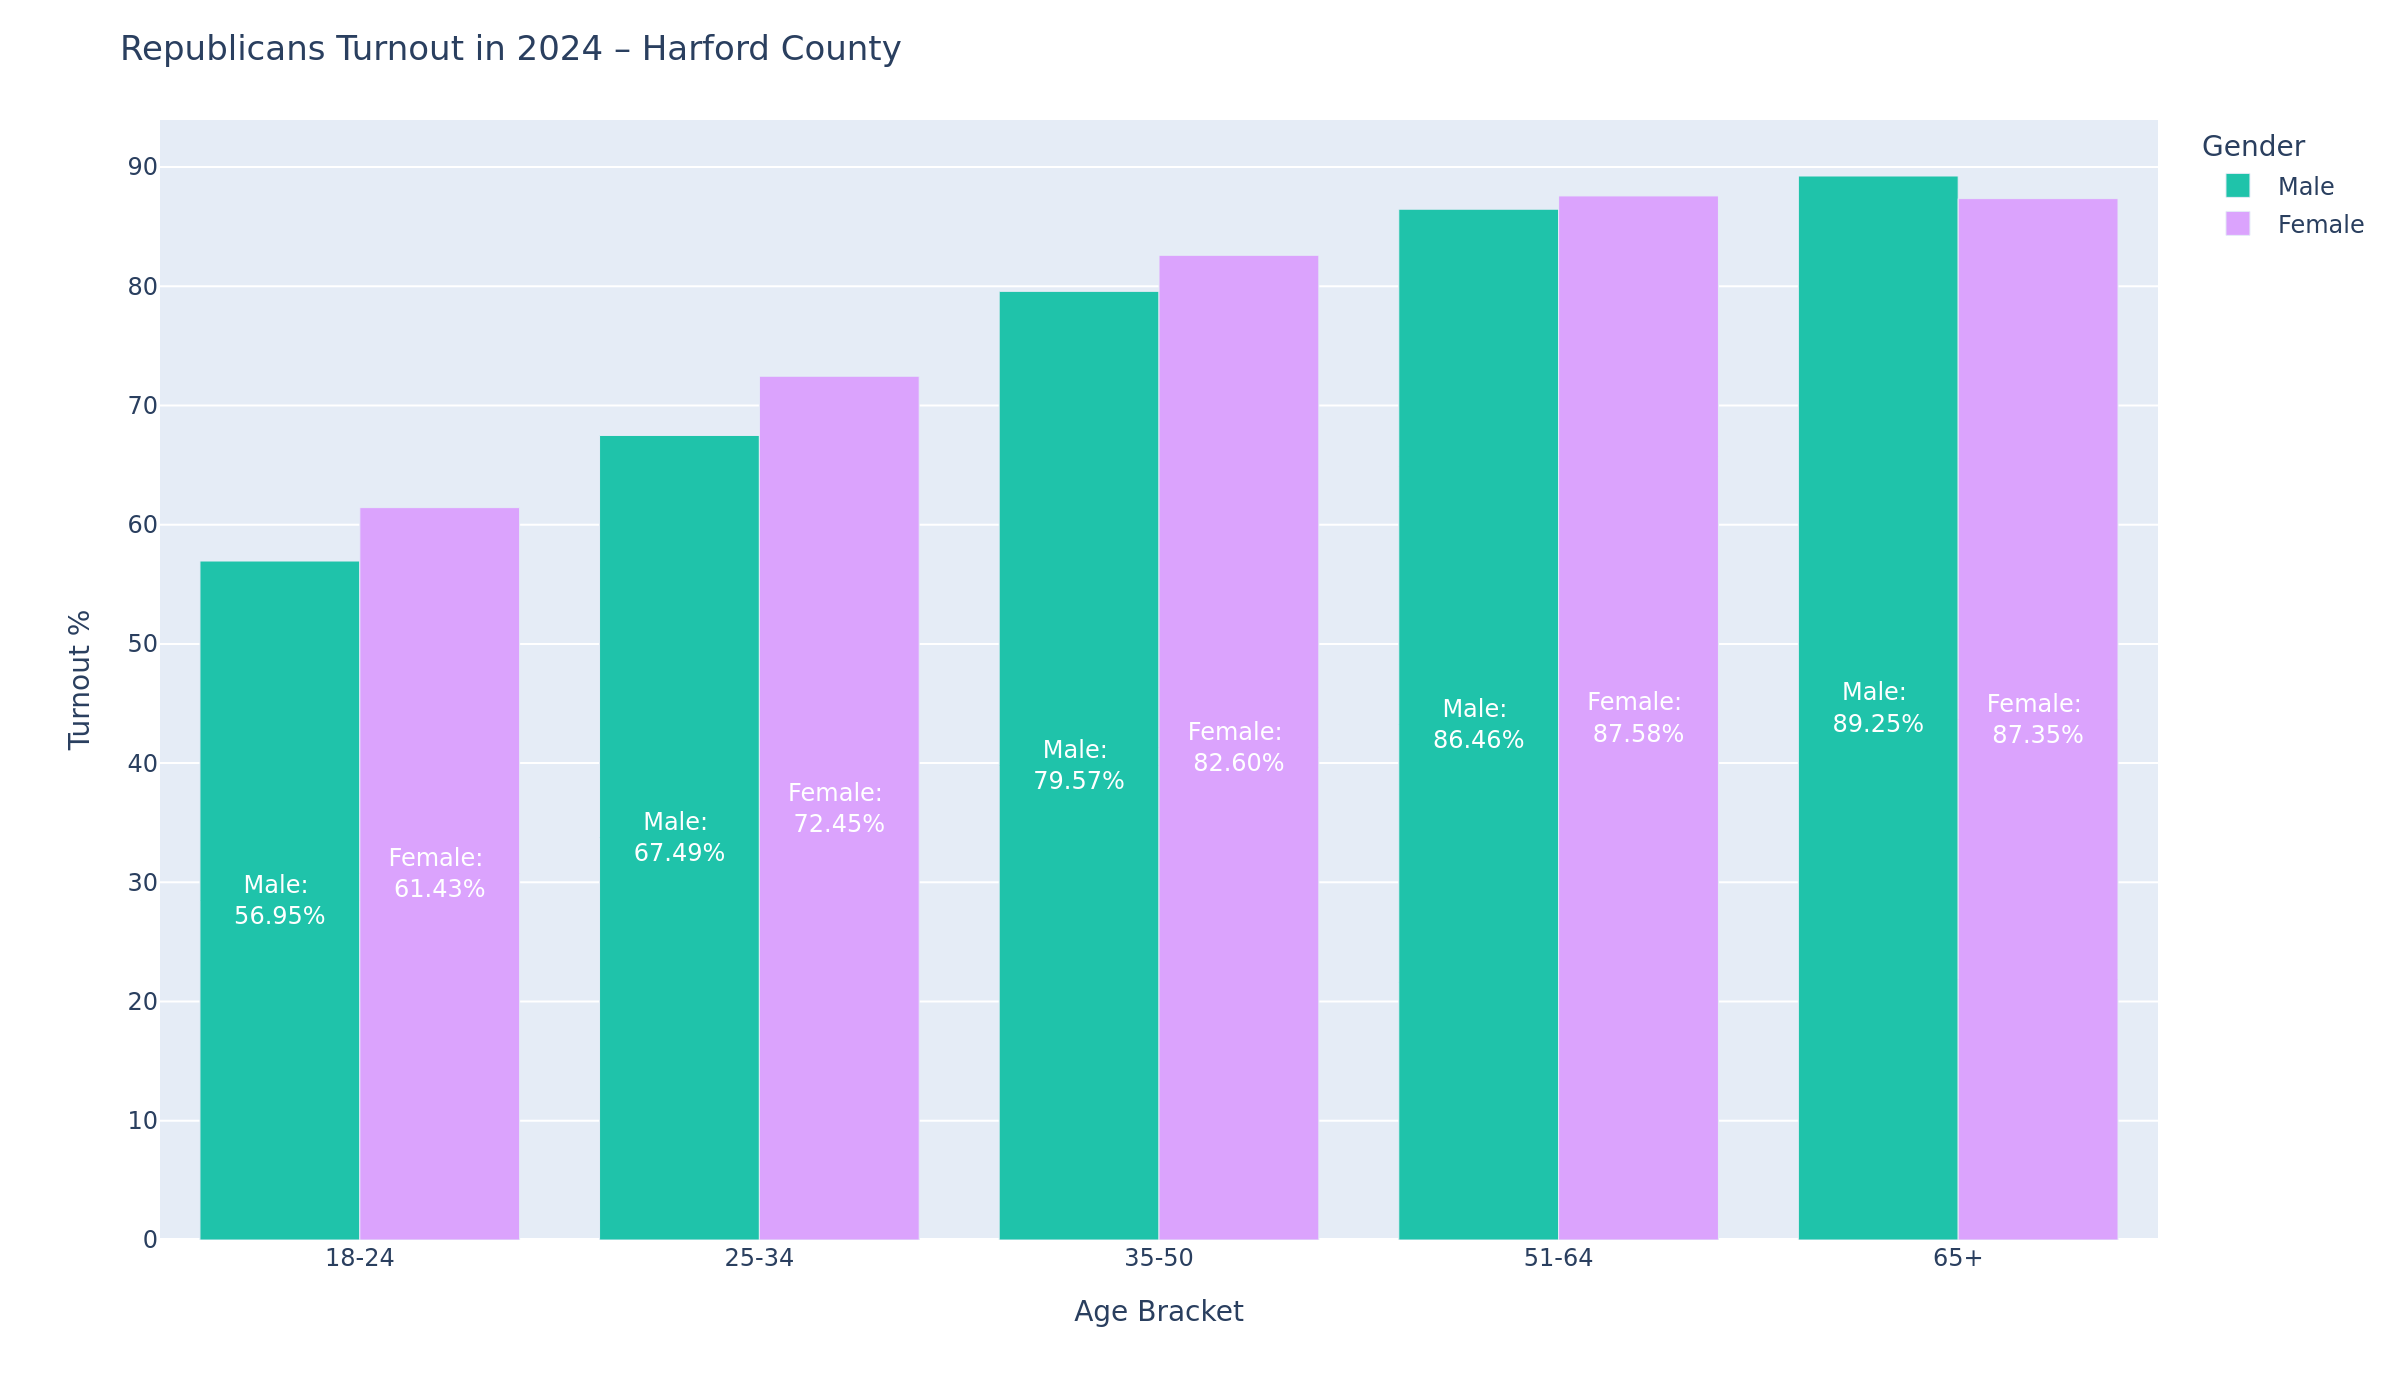 Republicans Turnout in 2024 – Harford County
Gender
Male
Female
Turnout %
90
80
70
60
50
40
30
20
10
0
Male:
56.95%
Female:
61.43%
Male:
67.49%
Female:
72.45%
Male:
79.57%
Female:
82.60%
Male:
86.46%
Female:
87.58%
Male:
89.25%
Female:
87.35%
18-24
25-34
35-50
51-64
65+
Age Bracket